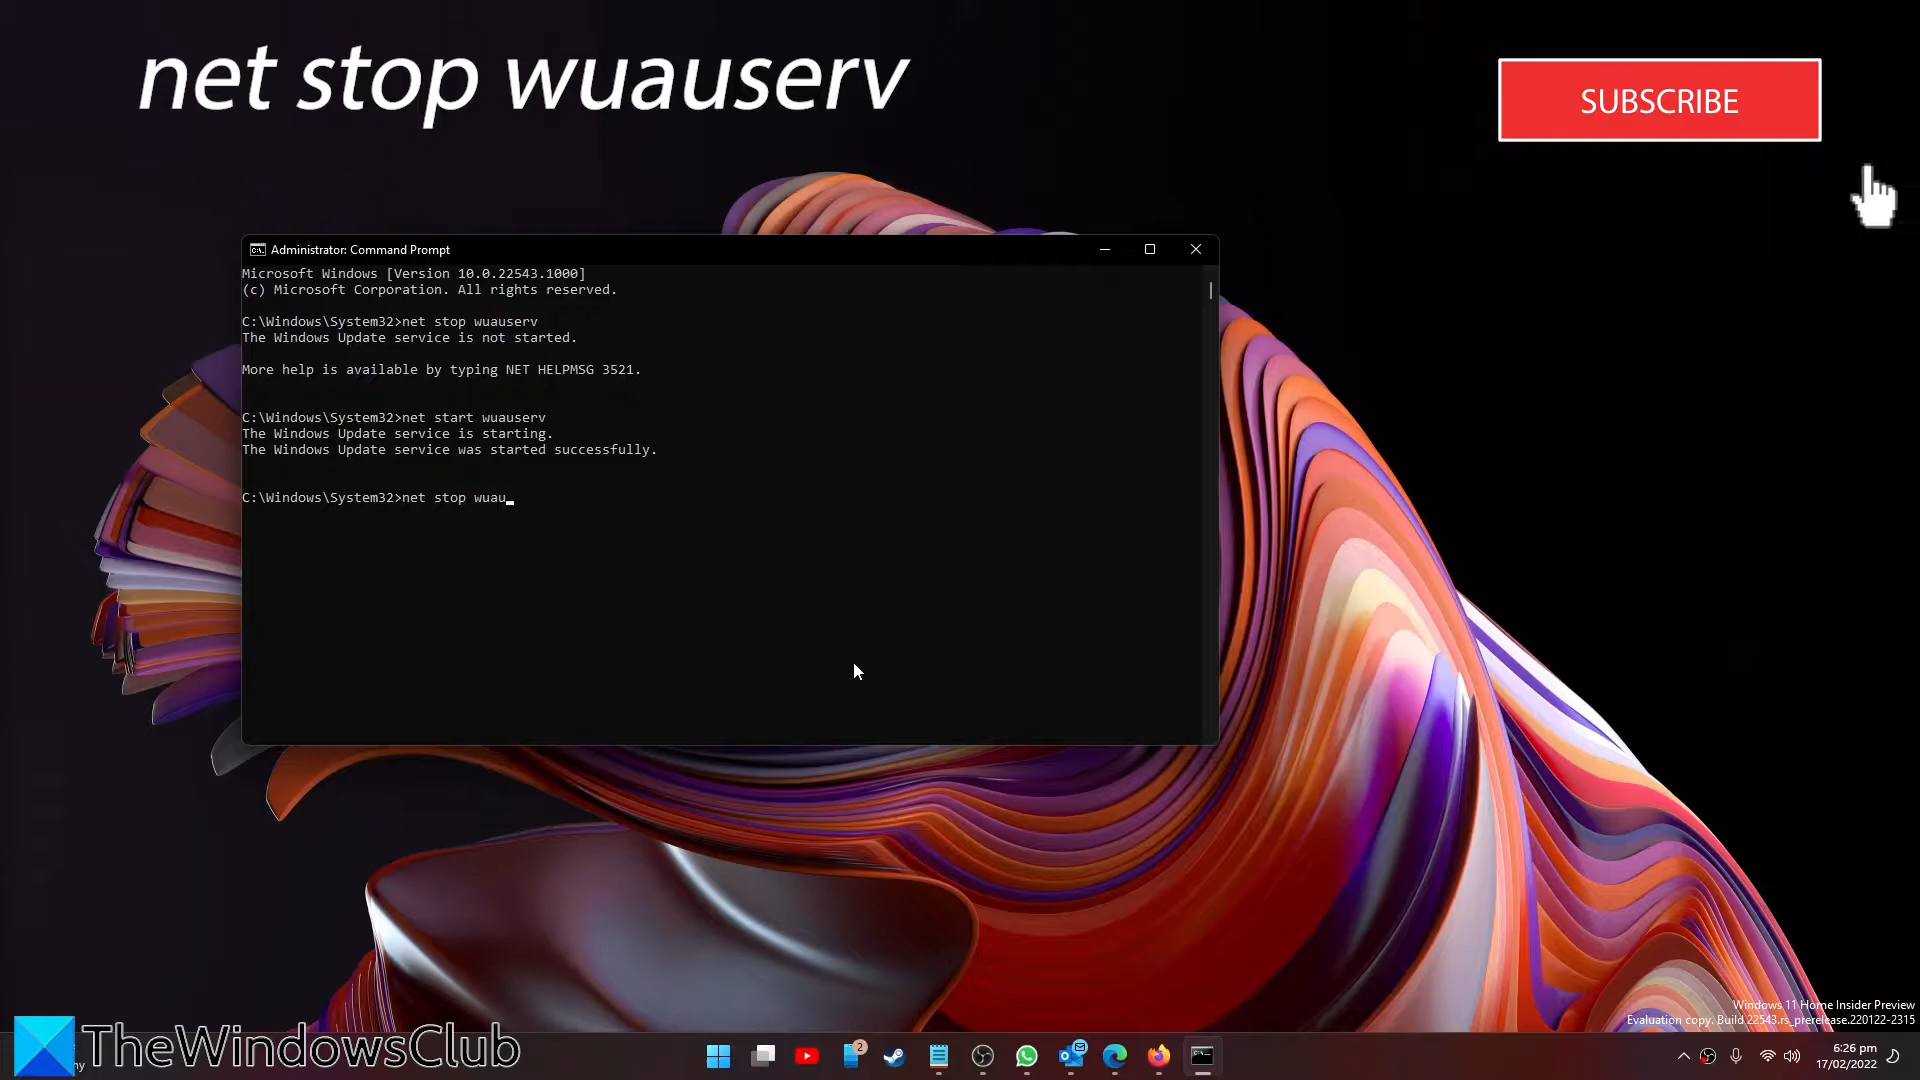 net stop wuauserv
SUBSCRIBE
Administrator: Command Prompt
Microsoft Windows [Version 10.0.22543.1000]
(c) Microsoft Corporation. All rights reserved.
C:\Windows\System32>net stop wuauserv
The Windows Update service is not started.
More help is available by typing NET HELPMSG 3521.
C:\Windows\System32>net start wuauserv
The Windows Update service is starting.
The Windows Update service was started successfully.
C:\Windows\System32>net stop wuau_
Windows 11 Home Insider Preview
Evaluation copy. Build 22543.rs_prerelease.220122-2315
TheWindowsClub
2
6:26 pm
17/02/2022